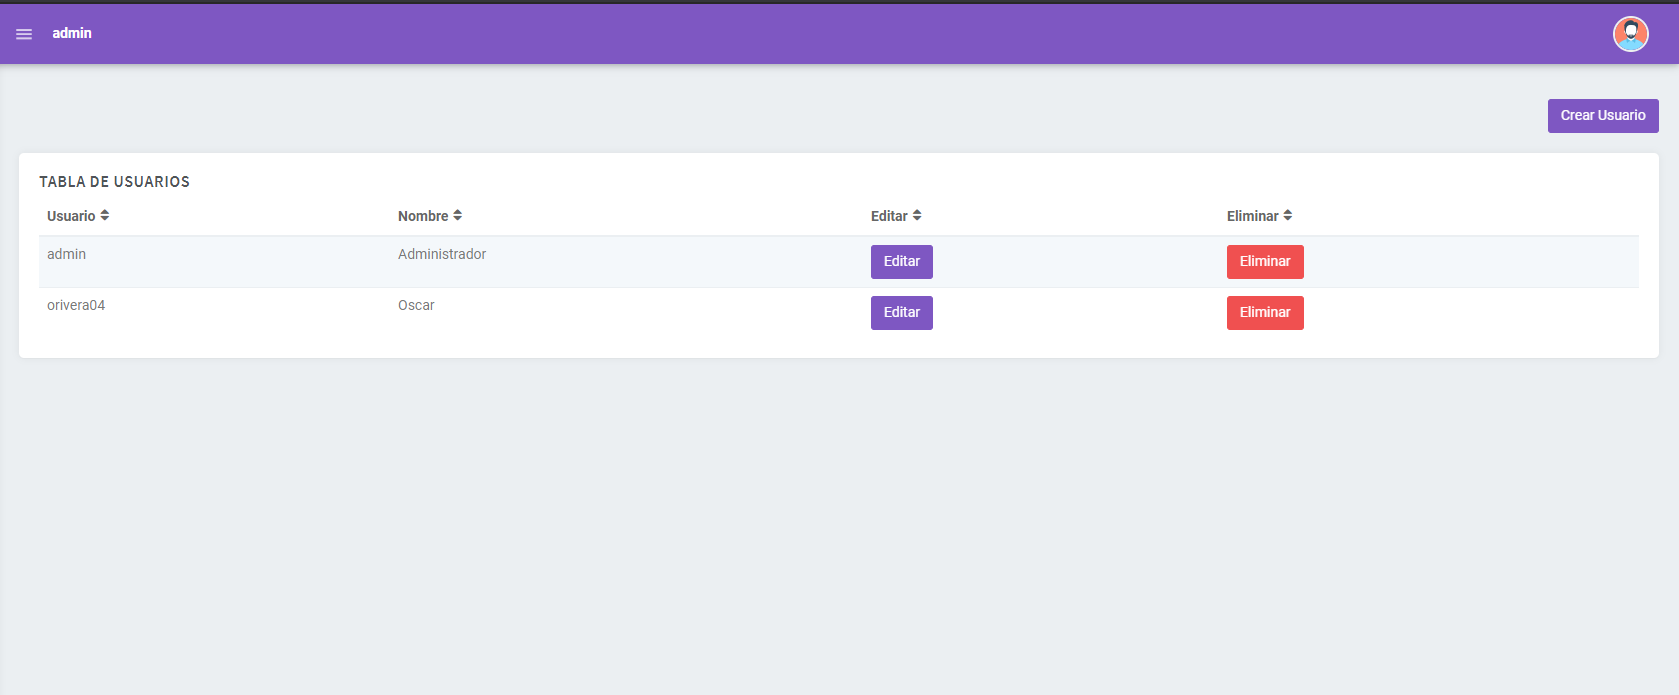 admin
Crear Usuario
TABLA DE USUARIOS
Usuario Nombre Editar Eliminar
admin Administrador Editar Eliminar
orivera04 Oscar Editar Eliminar